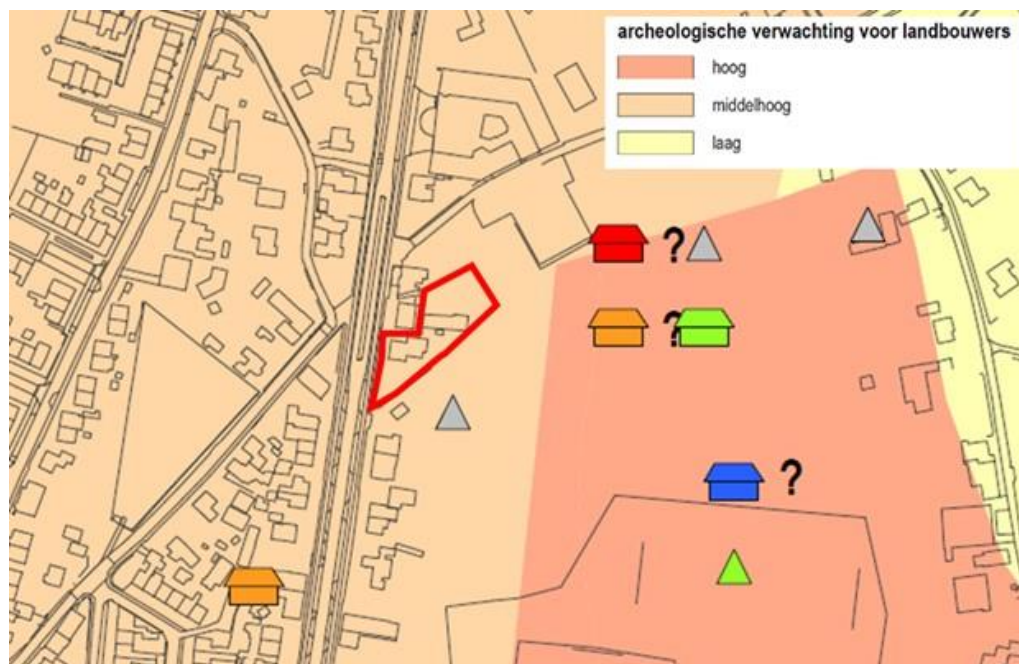 archeologische verwachting voor landbouwers
hoog
middelhoog
laag
?
?
?